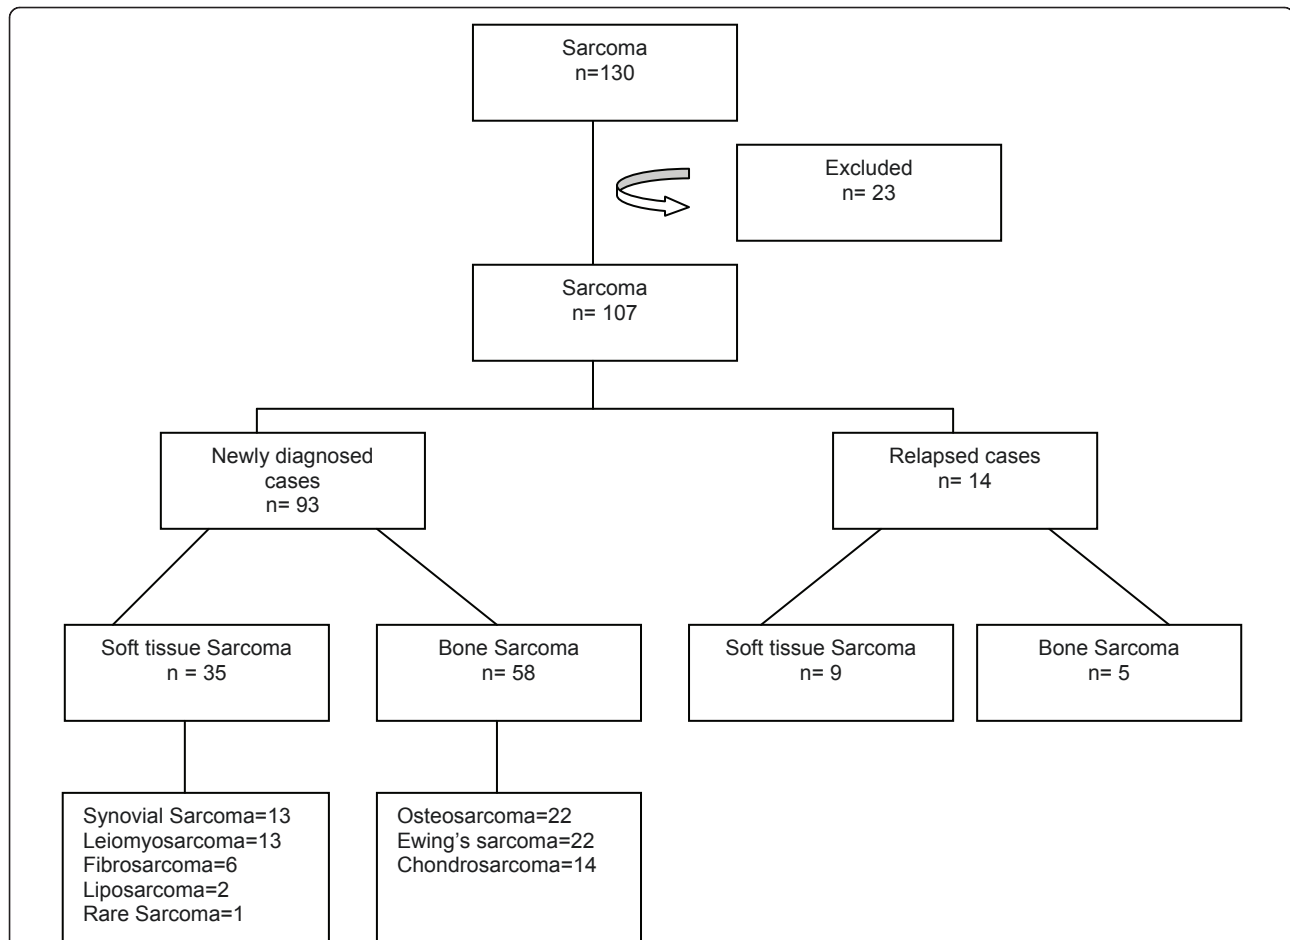 Sarcoma
n=130
Excluded
n= 23
Sarcoma
n= 107
Newly diagnosed
cases
n= 93
Relapsed cases
n= 14
Soft tissue Sarcoma
n = 35
Bone Sarcoma
n= 58
Soft tissue Sarcoma
n= 9
Bone Sarcoma
n= 5
Synovial Sarcoma=13
Leiomyosarcoma=13
Fibrosarcoma=6
Liposarcoma=2
Rare Sarcoma=1
Osteosarcoma=22
Ewing’s sarcoma=22
Chondrosarcoma=14